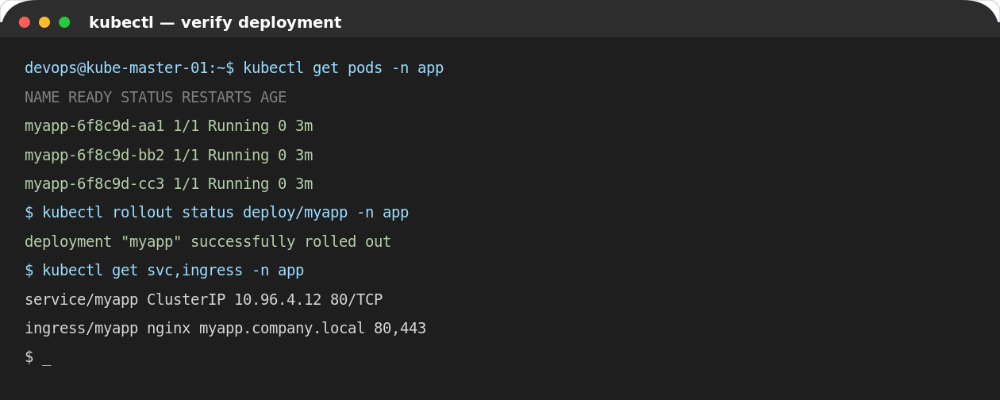 kubectl — verify deployment
devops@kube-master-01:~$ kubectl get pods -n app
NAME READY STATUS RESTARTS AGE
myapp-6f8c9d-aa1 1/1 Running 0 3m
myapp-6f8c9d-bb2 1/1 Running 0 3m
myapp-6f8c9d-cc3 1/1 Running 0 3m
$ kubectl rollout status deploy/myapp -n app
deployment "myapp" successfully rolled out
$ kubectl get svc,ingress -n app
service/myapp ClusterIP 10.96.4.12 80/TCP
ingress/myapp nginx myapp.company.local 80,443
$ _